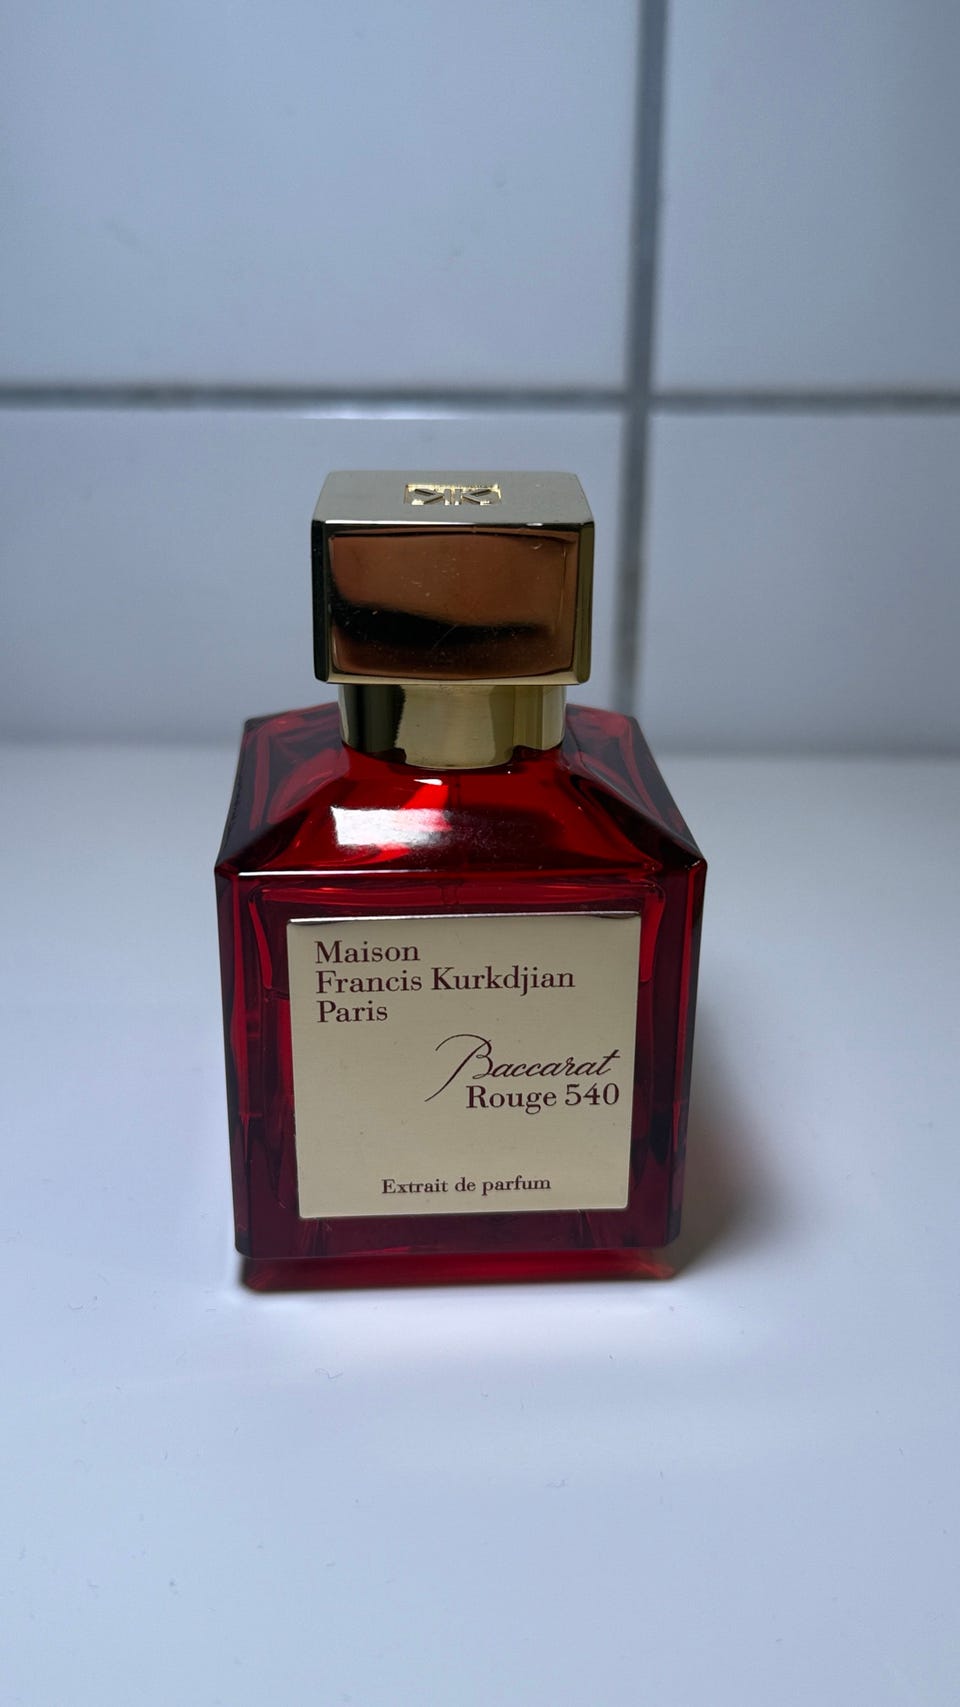 Maison
Francis Kurkdjian
Paris
Baccarat
Rouge 540
Extrait de parfum